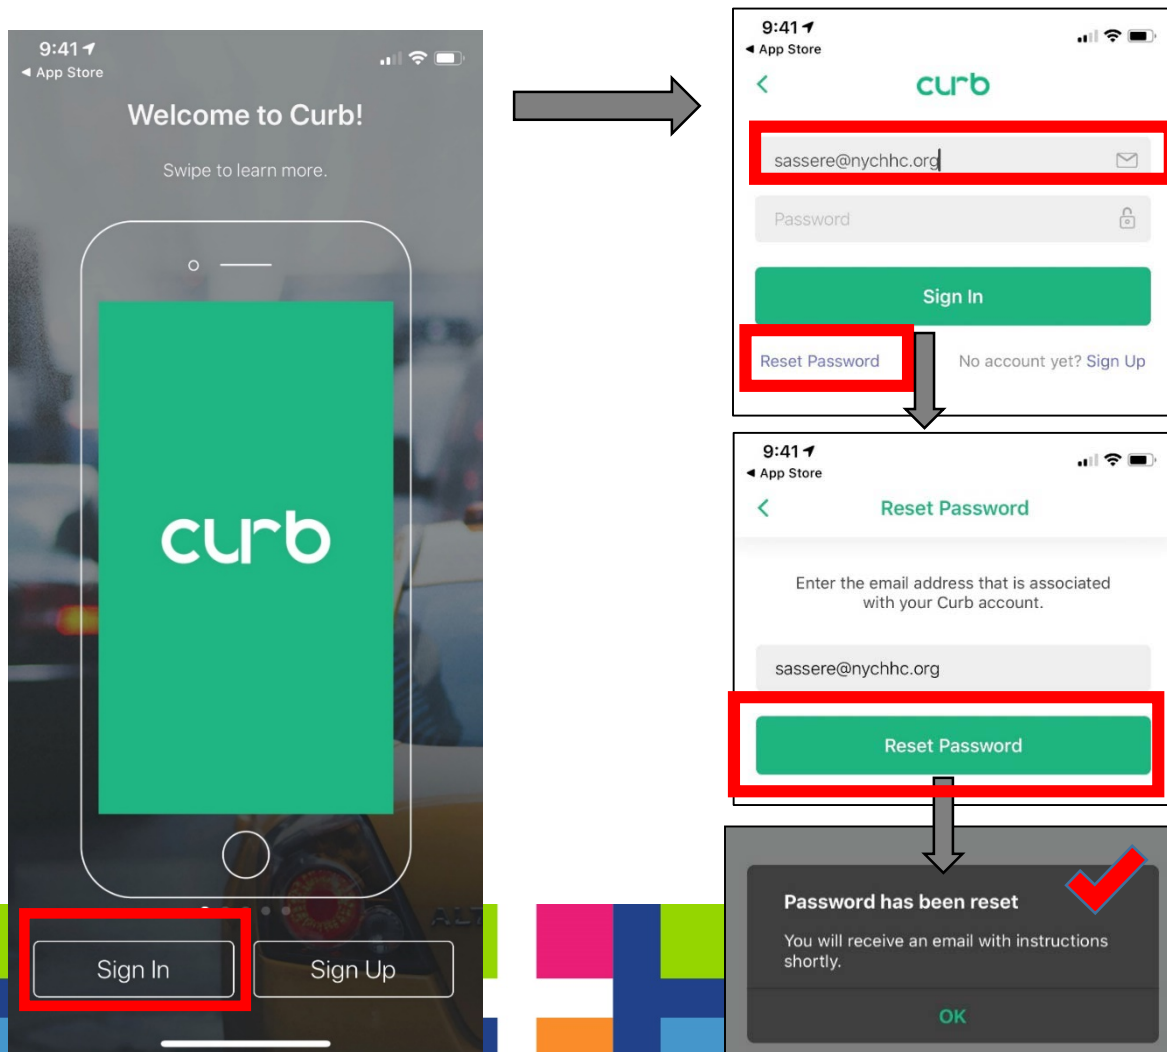 9:41
◄ App Store
Welcome to Curb!
Swipe to learn more.
curb
ALT
Sign In
Sign Up
9:41
◄ App Store
curb
sassere@nychhc.org
Password
Sign In
Reset Password
No account yet? Sign Up
9:41
◄ App Store
Reset Password
Enter the email address that is associated
with your Curb account.
sassere@nychhc.org
Reset Password
Password has been reset
You will receive an email with instructions
shortly.
OK